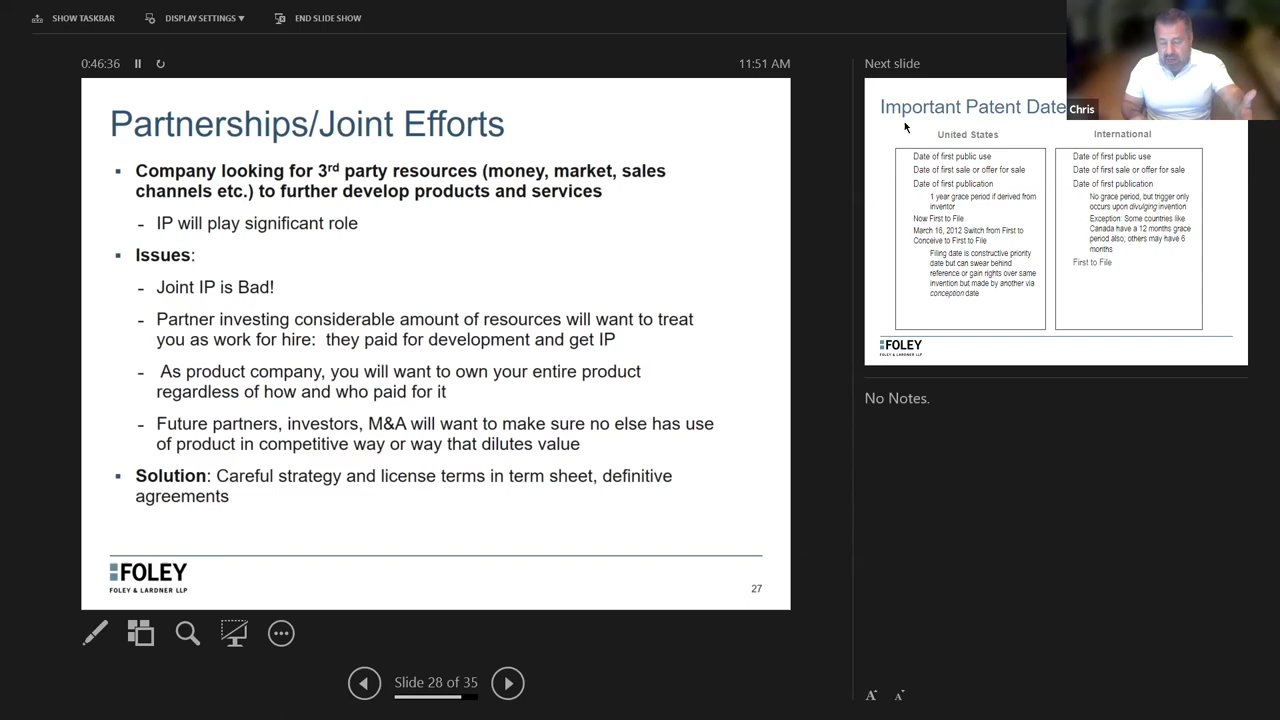 SHOW TASKBAR
DISPLAY SETTINGS ▼
END SLIDE SHOW
0:46:36
11:51 AM
Partnerships/Joint Efforts
▪ Company looking for 3rd party resources (money, market, sales
channels etc.) to further develop products and services
- IP will play significant role
▪ Issues:
- Joint IP is Bad!
- Partner investing considerable amount of resources will want to treat
you as work for hire: they paid for development and get IP
- As product company, you will want to own your entire product
regardless of how and who paid for it
- Future partners, investors, M&A will want to make sure no else has use
of product in competitive way or way that dilutes value
▪ Solution: Careful strategy and license terms in term sheet, definitive
agreements
FOLEY
FOLEY & LARDNER LLP
27
Slide 28 of 35
Next slide
Chris
Important Patent Date
United States
Date of first public use
Date of first sale or offer for sale
Date of first publication
1 year grace period if derived from
inventor
Now First to File
March 16, 2012 Switch from First to
Conceive to First to File
Filing date is constructive priority
date but can swear behind
reference or gain rights over same
invention but made by another via
conception date
International
Date of first public use
Date of first sale or offer for sale
Date of first publication
No grace period, but trigger only
occurs upon divulging invention
Exception: Some countries like
Canada have a 12 months grace
period also; others may have 6
months
First to File
FOLEY
FOLEY & LARDNER LLP
No Notes.
A A